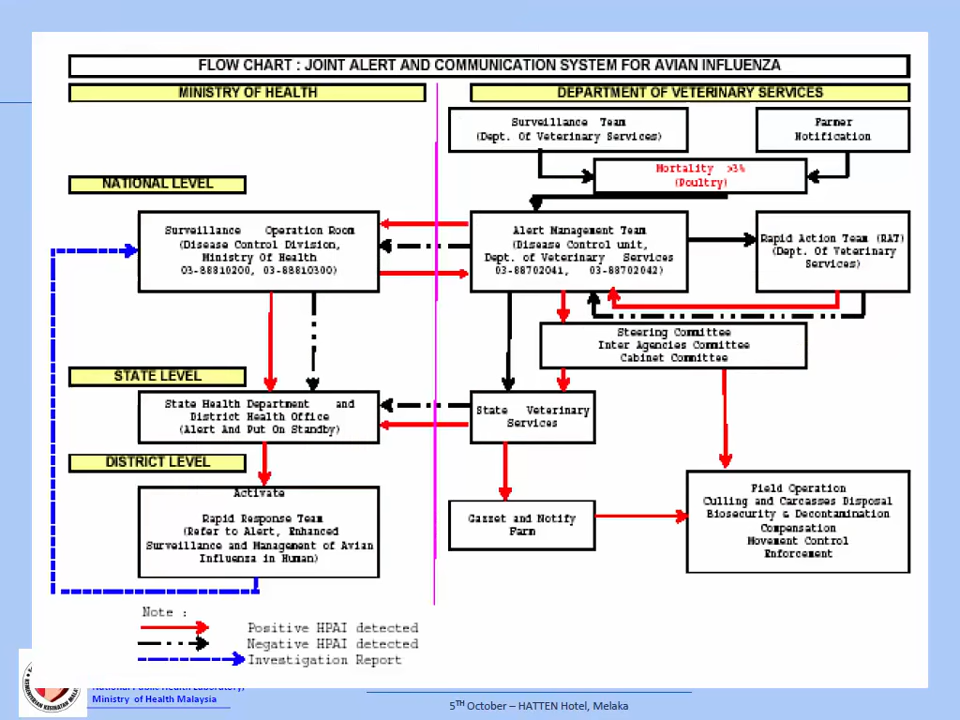 FLOW CHART : JOINT ALERT AND COMMUNICATION SYSTEM FOR AVIAN INFLUENZA
MINISTRY OF HEALTH
DEPARTMENT OF VETERINARY SERVICES
Surveillance Team
(Dept. Of Veterinary Services)
Farmer
Notification
Mortality >3%
(Poultry)
NATIONAL LEVEL
Surveillance Operation Room
(Disease Control Division,
Ministry Of Health
03-88810200, 03-88810300)
Alert Management Team
(Disease Control unit,
Dept. of Veterinary Services
03-88702041, 03-88702042)
Rapid Action Team (RAT)
(Dept. Of Veterinary
Services)
Steering Committee
Inter Agencies Committee
Cabinet Committee
STATE LEVEL
State Health Department and
District Health Office
(Alert And Put On Standby)
State Veterinary
Services
DISTRICT LEVEL
Activate
Rapid Response Team
(Refer to Alert, Enhanced
Surveillance and Management of Avian
Influenza in Human)
Gazzet and Notify
Farm
Field Operation
Culling and Carcasses Disposal
Biosecurity & Decontamination
Compensation
Movement Control
Enforcement
Note :
Positive HPAI detected
Negative HPAI detected
Investigation Report
National Public Health Laboratory,
Ministry of Health Malaysia
5TH October – HATTEN Hotel, Melaka